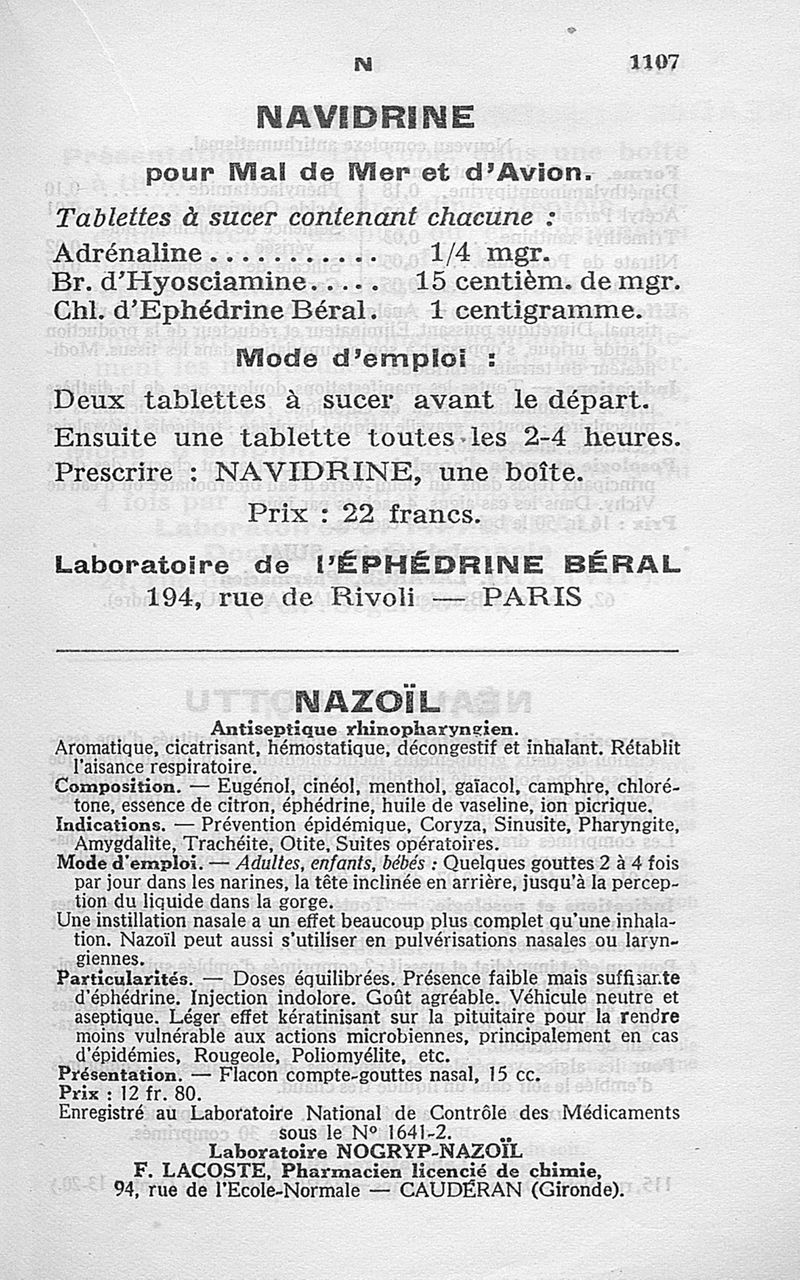 N 1107
NAVIDRINE
pour Mal de Mer et d'Avion.
Tablettes à sucer contenant chacune :
Adrénaline . . . . . . . . . . . 1/4 mgr.
Br. d'Hyosciamine. . . . . 15 centièm. de mgr.
Chl. d'Ephédrine Béral. 1 centigramme.
Mode d'emploi :
Deux tablettes à sucer avant le départ.
Ensuite une tablette toutes les 2-4 heures.
Prescrire : NAVIDRINE, une boîte.
Prix : 22 francs.
Laboratoire de l'ÉPHÉDRINE BÉRAL
194, rue de Rivoli — PARIS
NAZOÏL
Antiseptique rhinopharyngien.
Aromatique, cicatrisant, hémostatique, décongestif et inhalant. Rétablit
l'aisance respiratoire.
Composition. — Eugénol, cinéol, menthol, gaïacol, camphre, chloré-
tone, essence de citron, éphédrine, huile de vaseline, ion picrique.
Indications. — Prévention épidémique, Coryza, Sinusite, Pharyngite,
Amygdalite, Trachéite, Otite, Suites opératoires.
Mode d'emploi. — Adultes, enfants, bébés : Quelques gouttes 2 à 4 fois
par jour dans les narines, la tête inclinée en arrière, jusqu'à la percep-
tion du liquide dans la gorge.
Une instillation nasale a un effet beaucoup plus complet qu'une inhala-
tion. Nazoïl peut aussi s'utiliser en pulvérisations nasales ou laryn-
giennes.
Particularités. — Doses équilibrées. Présence faible mais suffisante
d'éphédrine. Injection indolore. Goût agréable. Véhicule neutre et
aseptique. Léger effet kératinisant sur la pituitaire pour la rendre
moins vulnérable aux actions microbiennes, principalement en cas
d'épidémies, Rougeole, Poliomyélite, etc.
Présentation. — Flacon compte-gouttes nasal, 15 cc.
Prix : 12 fr. 80.
Enregistré au Laboratoire National de Contrôle des Médicaments
sous le Nº 1641-2.
Laboratoire NOGRYP-NAZOÏL
F. LACOSTE, Pharmacien licencié de chimie,
94, rue de l'Ecole-Normale — CAUDÉRAN (Gironde).